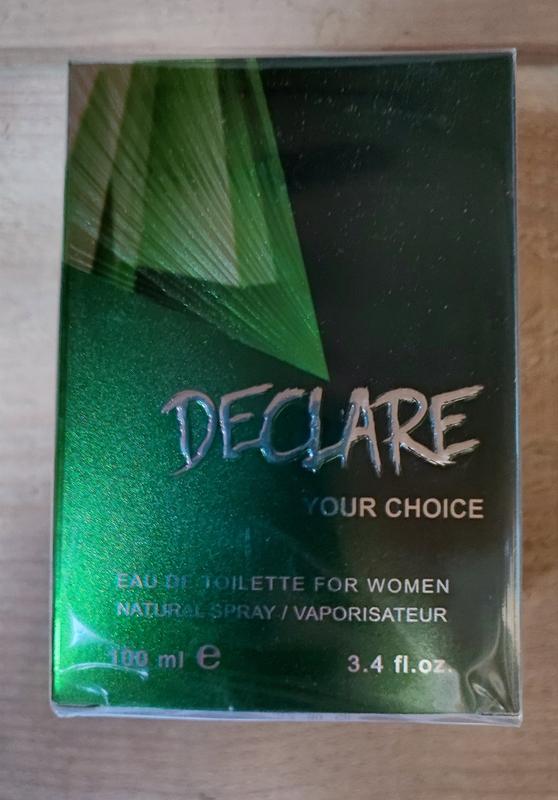 DECLARE
YOUR CHOICE
EAU DE TOILETTE FOR WOMEN
NATURAL SPRAY / VAPORISATEUR
100 ml e
3.4 fl.oz.